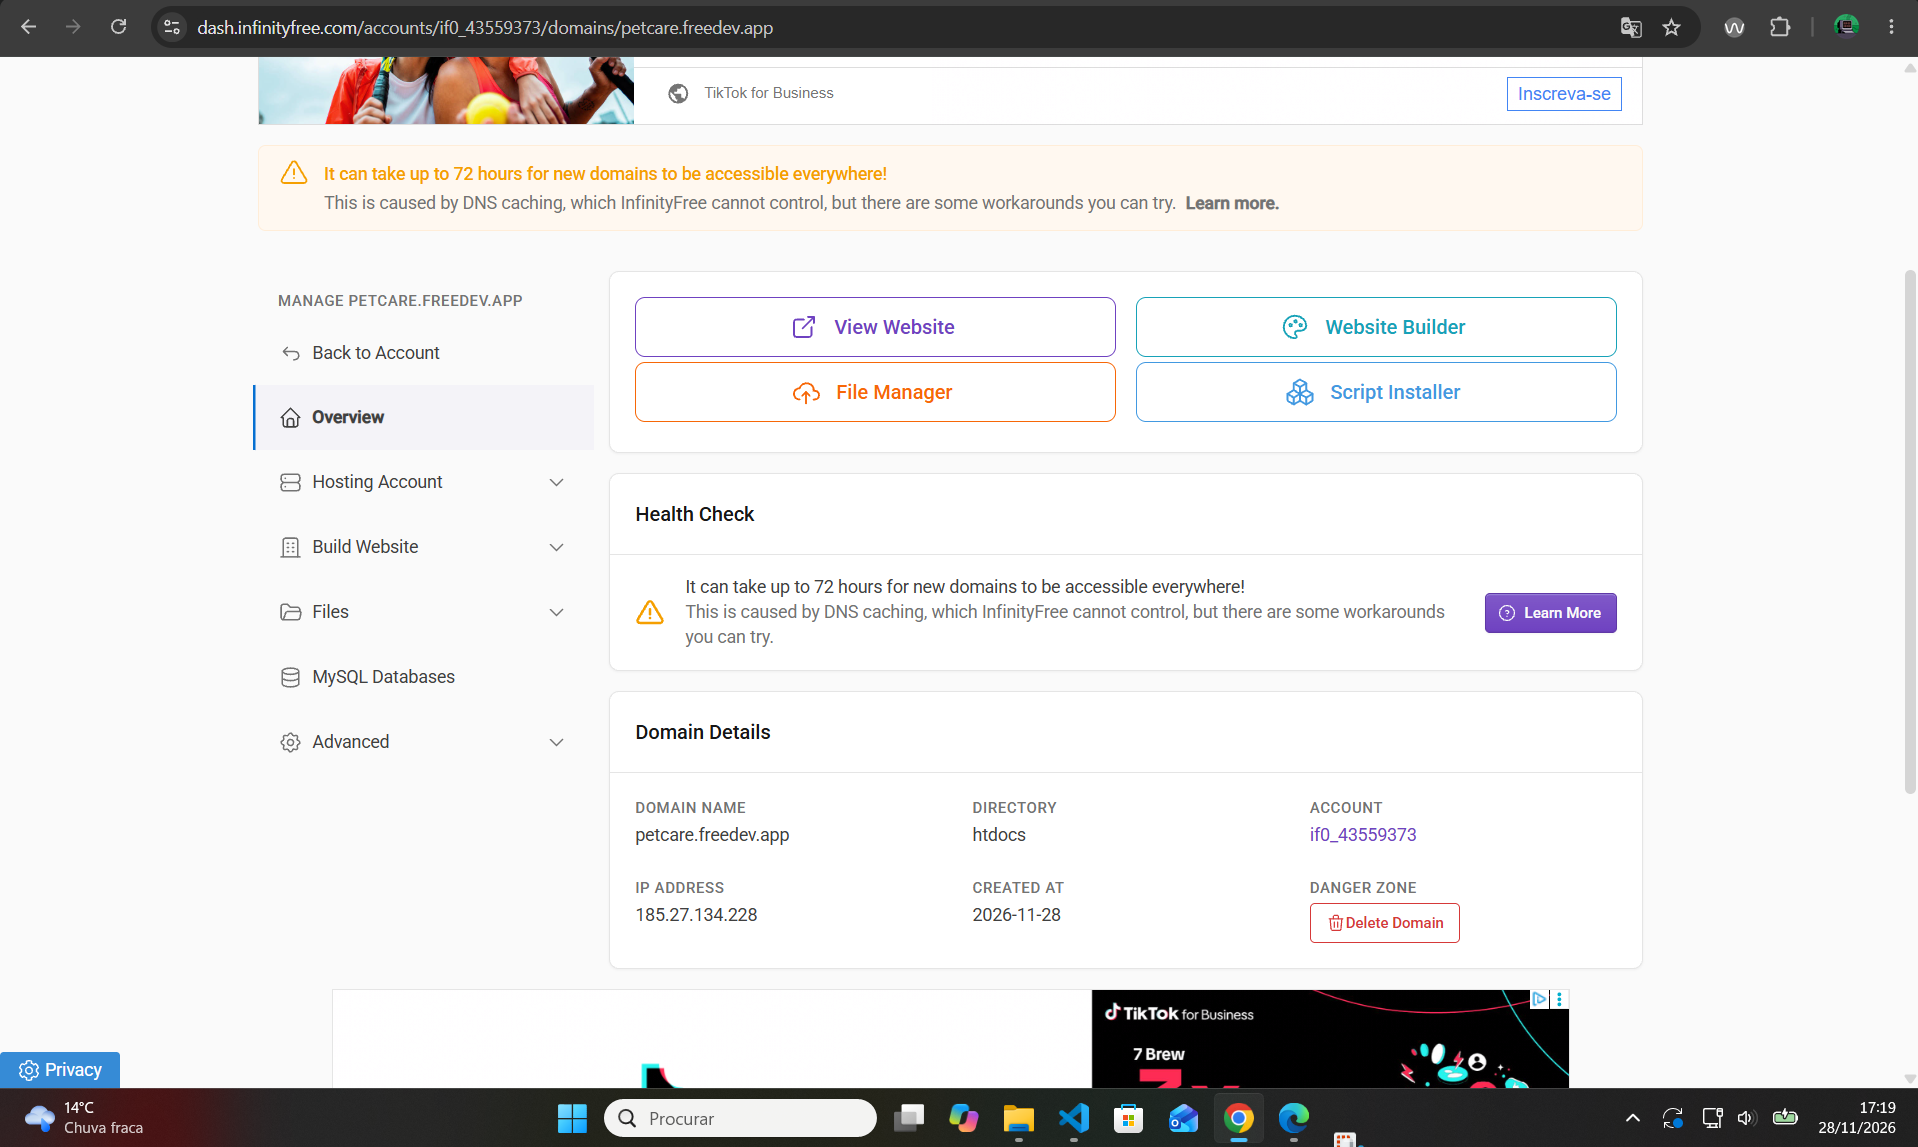 dash.infinityfree.com/accounts/if0_43559373/domains/petcare.freedev.app
TikTok for Business
Inscreva-se
It can take up to 72 hours for new domains to be accessible everywhere!
This is caused by DNS caching, which InfinityFree cannot control, but there are some workarounds you can try. Learn more.
MANAGE PETCARE.FREEDEV.APP
Back to Account
Overview
Hosting Account
Build Website
Files
MySQL Databases
Advanced
View Website
Website Builder
File Manager
Script Installer
Health Check
It can take up to 72 hours for new domains to be accessible everywhere!
This is caused by DNS caching, which InfinityFree cannot control, but there are some workarounds
you can try.
Learn More
Domain Details
DOMAIN NAME
petcare.freedev.app
DIRECTORY
htdocs
ACCOUNT
if0_43559373
IP ADDRESS
185.27.134.228
CREATED AT
2026-11-28
DANGER ZONE
Delete Domain
TikTok for Business
7 Brew
Privacy
14°C
Chuva fraca
Procurar
17:19
28/11/2026